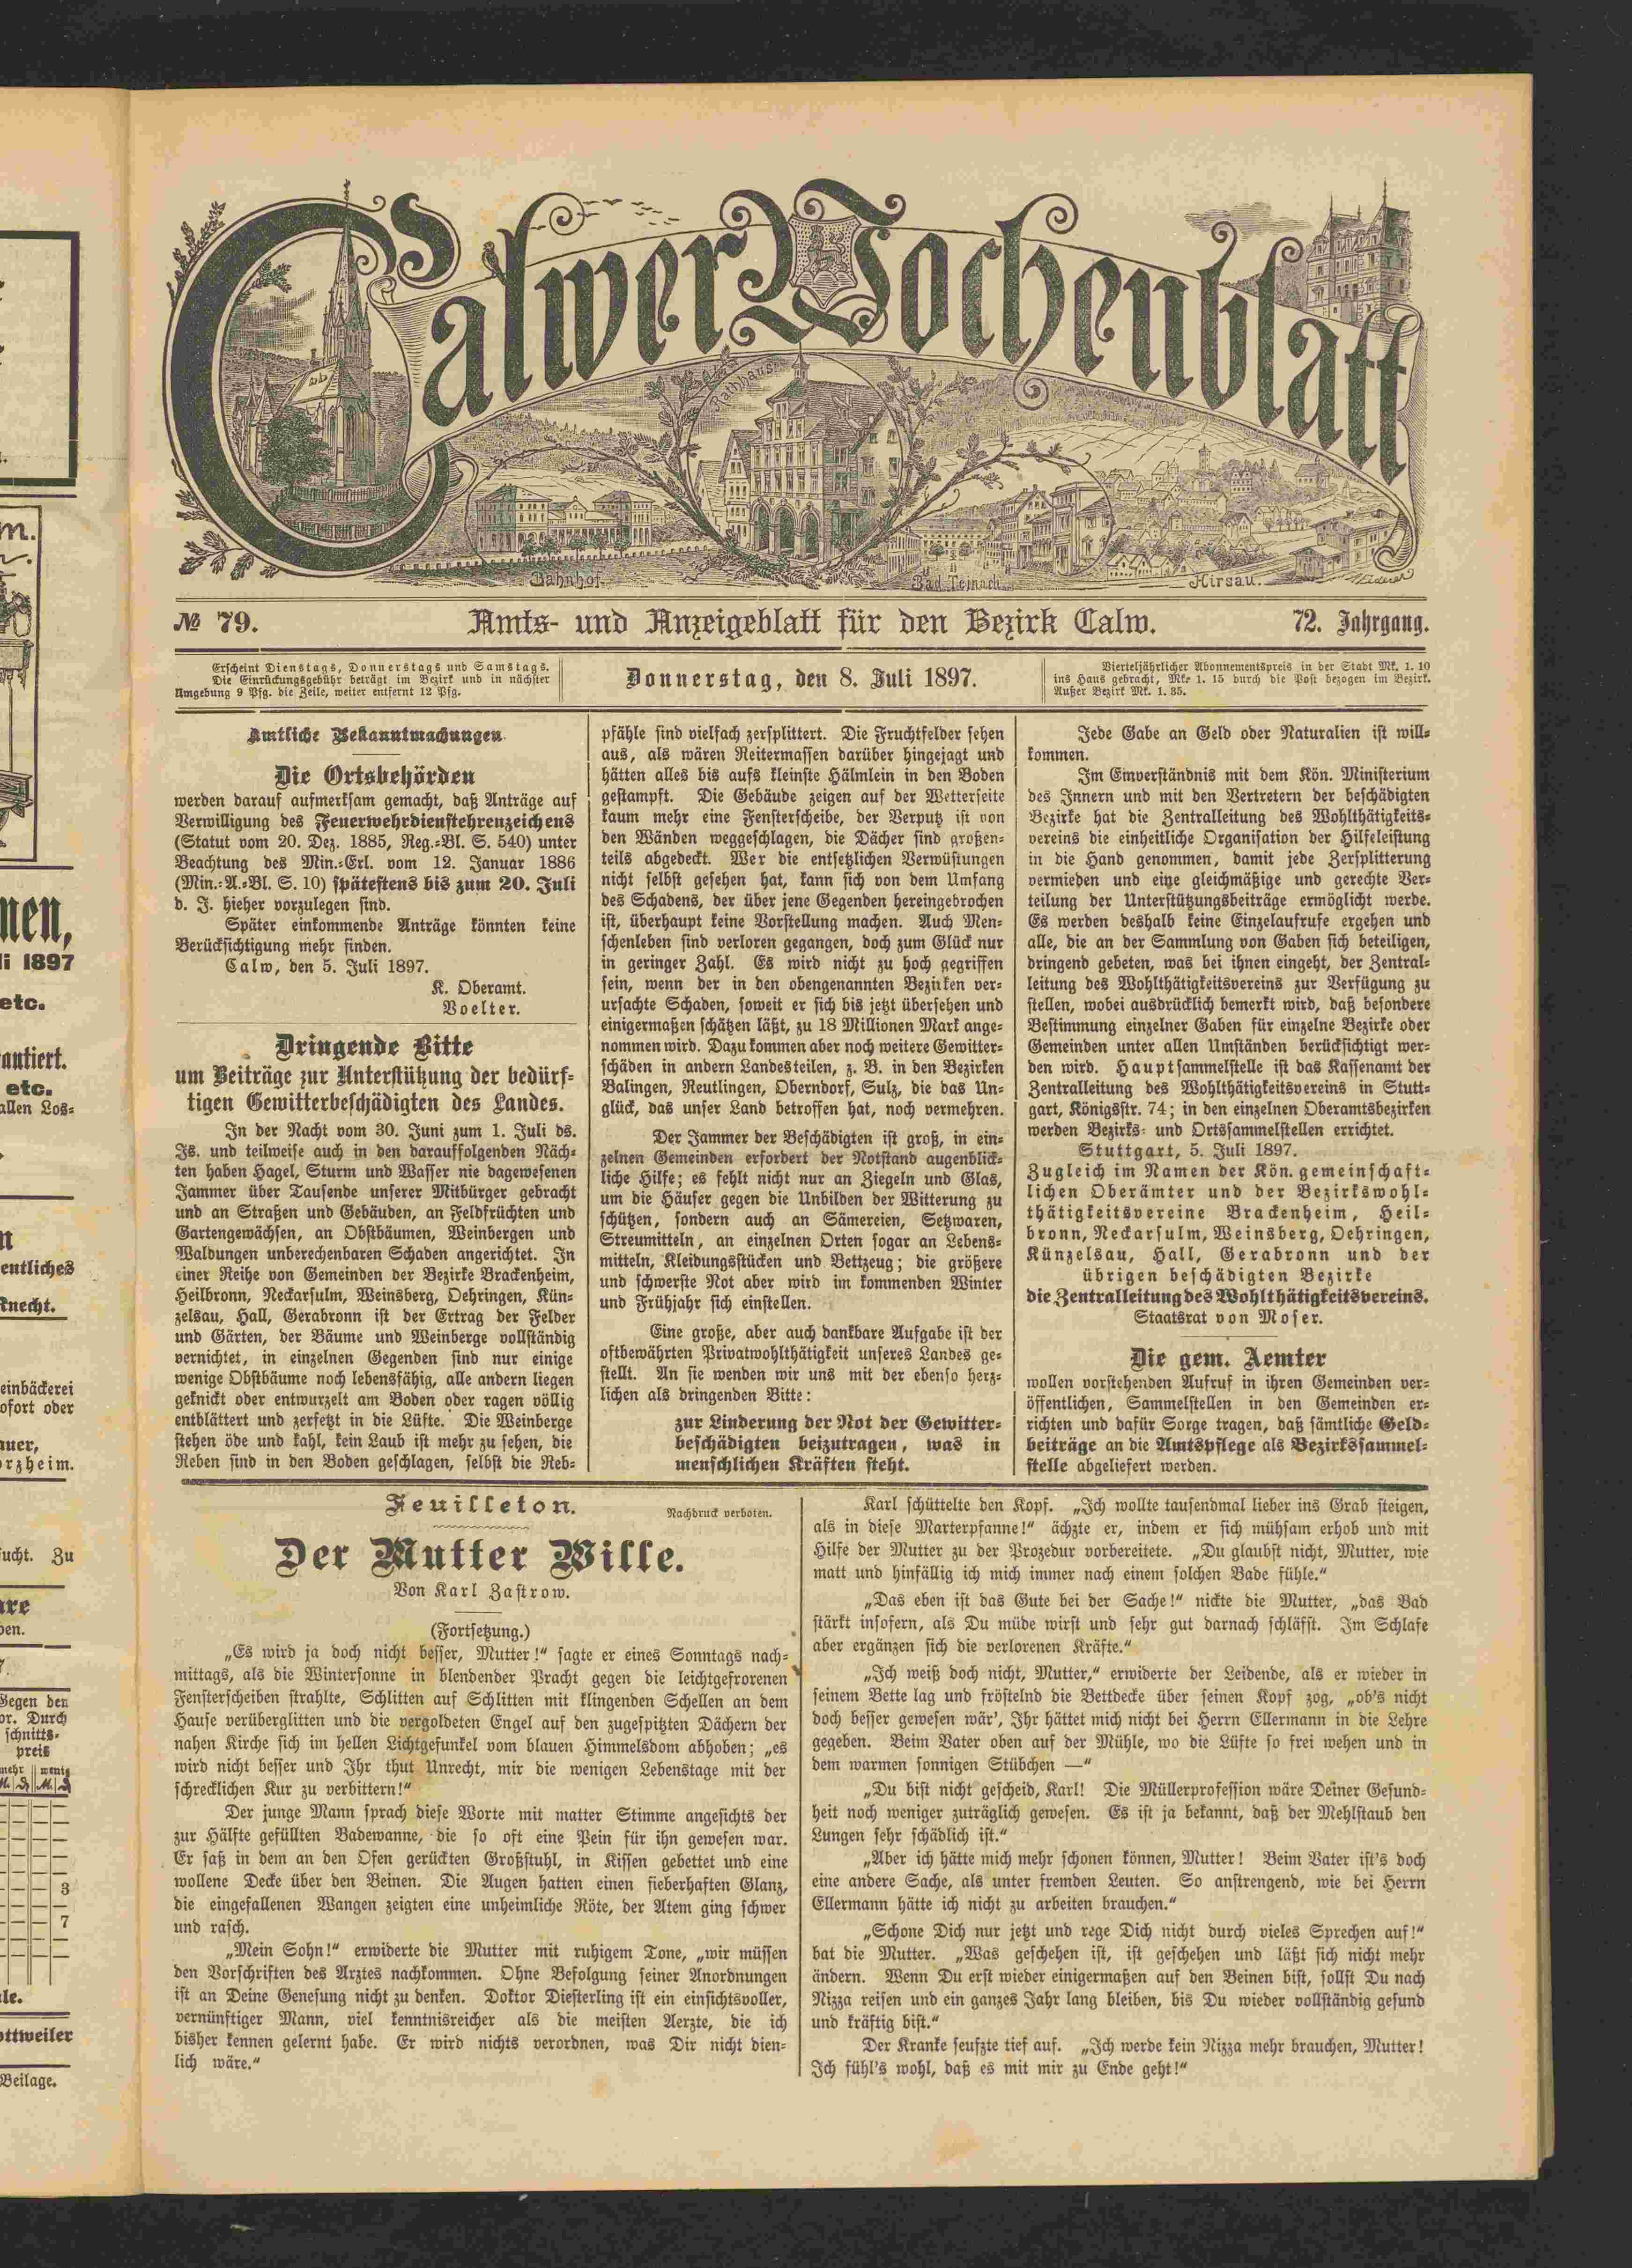 Calwer Wochenblatt
Rathhaus
Bahnhof.
Bad Teinach.
Hirsau.
№ 79.
Amts- und Anzeigeblatt für den Bezirk Calw.
72. Jahrgang.
Erscheint Dienstags, Donnerstags und Samstags.
Die Einrückungsgebühr beträgt im Bezirk und in nächster
Umgebung 9 Pfg. die Zeile, weiter entfernt 12 Pfg.
Donnerstag, den 8. Juli 1897.
Vierteljährlicher Abonnementspreis in der Stadt Mk. 1. 10
ins Haus gebracht, Mk. 1. 15 durch die Post bezogen im Bezirk.
Außer Bezirk Mk. 1. 35.
Amtliche Bekanntmachungen.
Die Ortsbehörden
werden darauf aufmerksam gemacht, daß Anträge auf
Verwilligung des Feuerwehrdienstehrenzeichens
(Statut vom 20. Dez. 1885, Reg.-Bl. S. 540) unter
Beachtung des Min.-Erl. vom 12. Januar 1886
(Min.-A.-Bl. S. 10) spätestens bis zum 20. Juli
d. J. hieher vorzulegen sind.
Später einkommende Anträge könnten keine
Berücksichtigung mehr finden.
Calw, den 5. Juli 1897.
K. Oberamt.
Voelter.
Dringende Bitte
um Beiträge zur Unterstützung der bedürf-
tigen Gewitterbeschädigten des Landes.
In der Nacht vom 30. Juni zum 1. Juli ds.
Js. und teilweise auch in den darauffolgenden Näch-
ten haben Hagel, Sturm und Wasser nie dagewesenen
Jammer über Tausende unserer Mitbürger gebracht
und an Straßen und Gebäuden, an Feldfrüchten und
Gartengewächsen, an Obstbäumen, Weinbergen und
Waldungen unberechenbaren Schaden angerichtet. In
einer Reihe von Gemeinden der Bezirke Brackenheim,
Heilbronn, Neckarsulm, Weinsberg, Oehringen, Kün-
zelsau, Hall, Gerabronn ist der Ertrag der Felder
und Gärten, der Bäume und Weinberge vollständig
vernichtet, in einzelnen Gegenden sind nur einige
wenige Obstbäume noch lebensfähig, alle andern liegen
geknickt oder entwurzelt am Boden oder ragen völlig
entblättert und zerfetzt in die Lüfte. Die Weinberge
stehen öde und kahl, kein Laub ist mehr zu sehen, die
Reben sind in den Boden geschlagen, selbst die Reb-
pfähle sind vielfach zersplittert. Die Fruchtfelder sehen
aus, als wären Reitermassen darüber hingejagt und
hätten alles bis aufs kleinste Hälmlein in den Boden
gestampft. Die Gebäude zeigen auf der Wetterseite
kaum mehr eine Fensterscheibe, der Verputz ist von
den Wänden weggeschlagen, die Dächer sind großen-
teils abgedeckt. Wer die entsetzlichen Verwüstungen
nicht selbst gesehen hat, kann sich von dem Umfang
des Schadens, der über jene Gegenden hereingebrochen
ist, überhaupt keine Vorstellung machen. Auch Men-
schenleben sind verloren gegangen, doch zum Glück nur
in geringer Zahl. Es wird nicht zu hoch gegriffen
sein, wenn der in den obengenannten Bezirken ver-
ursachte Schaden, soweit er sich bis jetzt übersehen und
einigermaßen schätzen läßt, zu 18 Millionen Mark ange-
nommen wird. Dazu kommen aber noch weitere Gewitter-
schäden in andern Landesteilen, z. B. in den Bezirken
Balingen, Reutlingen, Oberndorf, Sulz, die das Un-
glück, das unser Land betroffen hat, noch vermehren.
Der Jammer der Beschädigten ist groß, in ein-
zelnen Gemeinden erfordert der Notstand augenblick-
liche Hilfe; es fehlt nicht nur an Ziegeln und Glas,
um die Häuser gegen die Unbilden der Witterung zu
schützen, sondern auch an Sämereien, Setzwaren,
Streumitteln, an einzelnen Orten sogar an Lebens-
mitteln, Kleidungsstücken und Bettzeug; die größere
und schwerste Not aber wird im kommenden Winter
und Frühjahr sich einstellen.
Eine große, aber auch dankbare Aufgabe ist der
oftbewährten Privatwohlthätigkeit unseres Landes ge-
stellt. An sie wenden wir uns mit der ebenso herz-
lichen als dringenden Bitte:
zur Linderung der Not der Gewitter-
beschädigten beizutragen, was in
menschlichen Kräften steht.
Jede Gabe an Geld oder Naturalien ist will-
kommen.
Im Einverständnis mit dem Kön. Ministerium
des Innern und mit den Vertretern der beschädigten
Bezirke hat die Zentralleitung des Wohlthätigkeits-
vereins die einheitliche Organisation der Hilfeleistung
in die Hand genommen, damit jede Zersplitterung
vermieden und eine gleichmäßige und gerechte Ver-
teilung der Unterstützungsbeiträge ermöglicht werde.
Es werden deshalb keine Einzelaufrufe ergehen und
alle, die an der Sammlung von Gaben sich beteiligen,
dringend gebeten, was bei ihnen eingeht, der Zentral-
leitung des Wohlthätigkeitsvereins zur Verfügung zu
stellen, wobei ausdrücklich bemerkt wird, daß besondere
Bestimmung einzelner Gaben für einzelne Bezirke oder
Gemeinden unter allen Umständen berücksichtigt wer-
den wird. Hauptsammelstelle ist das Kassenamt der
Zentralleitung des Wohlthätigkeitsvereins in Stutt-
gart, Königsstr. 74; in den einzelnen Oberamtsbezirken
werden Bezirks- und Ortssammelstellen errichtet.
Stuttgart, 5. Juli 1897.
Zugleich im Namen der Kön. gemeinschaft-
lichen Oberämter und der Bezirkswohl-
thätigkeitsvereine Brackenheim, Heil-
bronn, Neckarsulm, Weinsberg, Oehringen,
Künzelsau, Hall, Gerabronn und der
übrigen beschädigten Bezirke
die Zentralleitung des Wohlthätigkeitsvereins.
Staatsrat von Moser.
Die gem. Aemter
wollen vorstehenden Aufruf in ihren Gemeinden ver-
öffentlichen, Sammelstellen in den Gemeinden er-
richten und dafür Sorge tragen, daß sämtliche Geld-
beiträge an die Amtspflege als Bezirkssammel-
stelle abgeliefert werden.
Feuilleton.
Nachdruck verboten.
Der Mutter Wille.
Von Karl Zastrow.
(Fortsetzung.)
„Es wird ja doch nicht besser, Mutter!“ sagte er eines Sonntags nach-
mittags, als die Wintersonne in blendender Pracht gegen die leichtgefrorenen
Fensterscheiben strahlte, Schlitten auf Schlitten mit klingenden Schellen an dem
Hause verüberglitten und die vergoldeten Engel auf den zugespitzten Dächern der
nahen Kirche sich im hellen Lichtgefunkel vom blauen Himmelsdom abhoben; „es
wird nicht besser und Ihr thut Unrecht, mir die wenigen Lebenstage mit der
schrecklichen Kur zu verbittern!“
Der junge Mann sprach diese Worte mit matter Stimme angesichts der
zur Hälfte gefüllten Badewanne, die so oft eine Pein für ihn gewesen war.
Er saß in dem an den Ofen gerückten Großstuhl, in Kissen gebettet und eine
wollene Decke über den Beinen. Die Augen hatten einen fieberhaften Glanz,
die eingefallenen Wangen zeigten eine unheimliche Röte, der Atem ging schwer
und rasch.
„Mein Sohn!“ erwiderte die Mutter mit ruhigem Tone, „wir müssen
den Vorschriften des Arztes nachkommen. Ohne Befolgung seiner Anordnungen
ist an Deine Genesung nicht zu denken. Doktor Diesterling ist ein einsichtsvoller,
vernünftiger Mann, viel kenntnisreicher als die meisten Aerzte, die ich
bisher kennen gelernt habe. Er wird nichts verordnen, was Dir nicht dien-
lich wäre.“
Karl schüttelte den Kopf. „Ich wollte tausendmal lieber ins Grab steigen,
als in diese Marterpfanne!“ ächzte er, indem er sich mühsam erhob und mit
Hilfe der Mutter zu der Prozedur vorbereitete. „Du glaubst nicht, Mutter, wie
matt und hinfällig ich mich immer nach einem solchen Bade fühle.“
„Das eben ist das Gute bei der Sache!“ nickte die Mutter, „das Bad
stärkt insofern, als Du müde wirst und sehr gut darnach schläfst. Im Schlafe
aber ergänzen sich die verlorenen Kräfte.“
„Ich weiß doch nicht, Mutter,“ erwiderte der Leidende, als er wieder in
seinem Bette lag und fröstelnd die Bettdecke über seinen Kopf zog, „ob's nicht
doch besser gewesen wär', Ihr hättet mich nicht bei Herrn Ellermann in die Lehre
gegeben. Beim Vater oben auf der Mühle, wo die Lüfte so frei wehen und in
dem warmen sonnigen Stübchen —“
„Du bist nicht gescheid, Karl! Die Müllerprofession wäre Deiner Gesund-
heit noch weniger zuträglich gewesen. Es ist ja bekannt, daß der Mehlstaub den
Lungen sehr schädlich ist.“
„Aber ich hätte mich mehr schonen können, Mutter! Beim Vater ist's doch
eine andere Sache, als unter fremden Leuten. So anstrengend, wie bei Herrn
Ellermann hätte ich nicht zu arbeiten brauchen.“
„Schone Dich nur jetzt und rege Dich nicht durch vieles Sprechen auf!“
bat die Mutter. „Was geschehen ist, ist geschehen und läßt sich nicht mehr
ändern. Wenn Du erst wieder einigermaßen auf den Beinen bist, sollst Du nach
Nizza reisen und ein ganzes Jahr lang bleiben, bis Du wieder vollständig gesund
und kräftig bist.“
Der Kranke seufzte tief auf. „Ich werde kein Nizza mehr brauchen, Mutter!
Ich fühl's wohl, daß es mit mir zu Ende geht!“